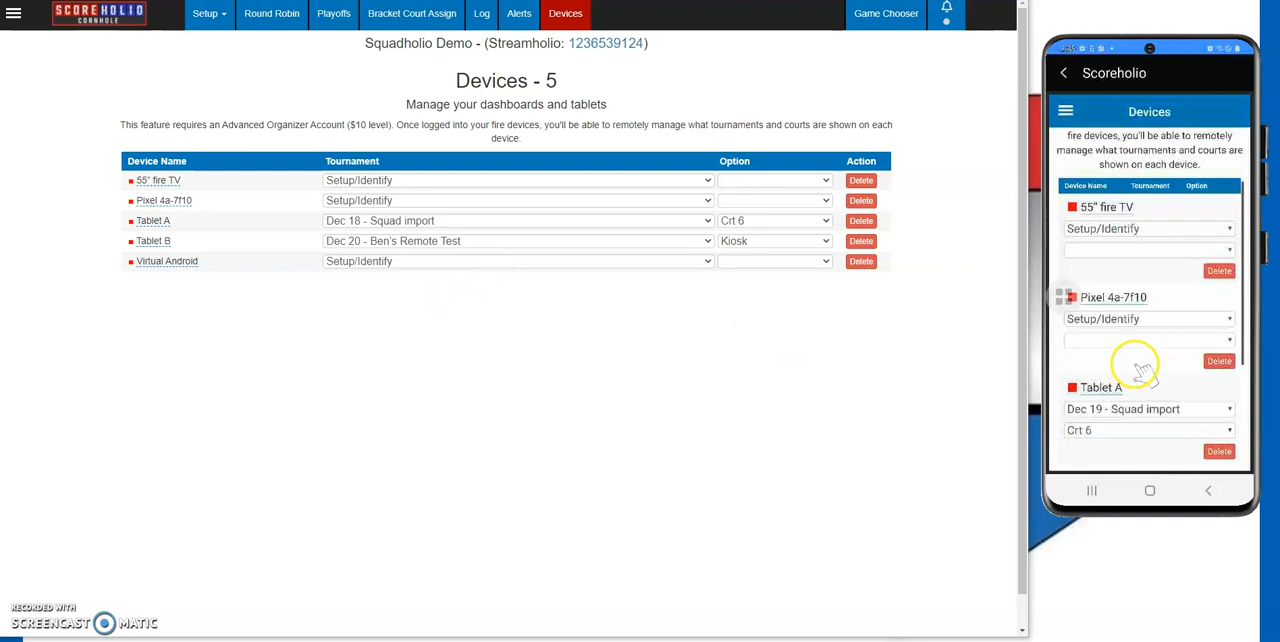 SCOREHOLIO
CORNHOLE
Setup
Round Robin
Playoffs
Bracket Court Assign
Log
Alerts
Devices
Game Chooser
Squadholio Demo - (Streamholio: 1236539124)
Devices - 5
Manage your dashboards and tablets
This feature requires an Advanced Organizer Account ($10 level). Once logged into your fire devices, you'll be able to remotely manage what tournaments and courts are shown on each
device.
Device Name Tournament Option Action
55" fire TV Setup/Identify Delete
Pixel 4a-7f10 Setup/Identify Delete
Tablet A Dec 18 - Squad import Crt 6 Delete
Tablet B Dec 20 - Ben's Remote Test Kiosk Delete
Virtual Android Setup/Identify Delete
RECORDED WITH
SCREENCAST MATIC
Scoreholio
Devices
fire devices, you'll be able to remotely
manage what tournaments and courts are
shown on each device.
Device Name Tournament Option
55" fire TV
Setup/Identify
Delete
Pixel 4a-7f10
Setup/Identify
Delete
Tablet A
Dec 19 - Squad import
Crt 6
Delete